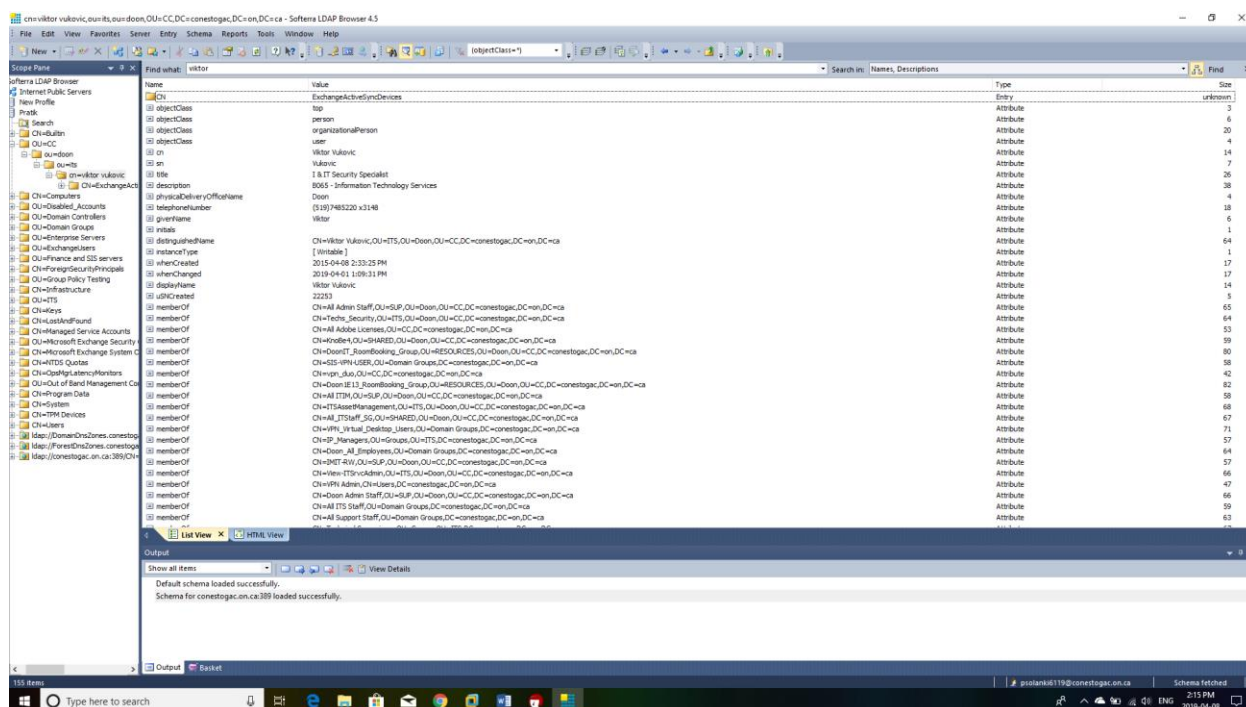 cn=viktor vukovic,ou=its,ou=doon,OU=CC,DC=conestogac,DC=on,DC=ca - Softerra LDAP Browser 4.5
File Edit View Favorites Server Entry Schema Reports Tools Window Help
New (objectClass=*)
Scope Pane
Find what: viktor Search in: Names, Descriptions Find
Softerra LDAP Browser
Internet Public Servers
New Profile
Pratik
Search
CN=Builtin
OU=CC
ou=doon
ou=its
cn=viktor vukovic
CN=ExchangeActi
CN=Computers
OU=Disabled_Accounts
OU=Domain Controllers
OU=Domain Groups
OU=Enterprise Servers
OU=ExchangeUsers
OU=Finance and SIS servers
CN=ForeignSecurityPrincipals
OU=Group Policy Testing
CN=Infrastructure
OU=ITS
CN=Keys
CN=LostAndFound
CN=Managed Service Accounts
OU=Microsoft Exchange Security
CN=Microsoft Exchange System
CN=NTDS Quotas
CN=OpsMgrLatencyMonitors
OU=Out of Band Management Co
CN=Program Data
CN=System
CN=TPM Devices
CN=Users
ldap://DomainDnsZones.conestoga
ldap://ForestDnsZones.conestoga
ldap://conestogac.on.ca:389/CN=
Name Value Type Size
CN ExchangeActiveSyncDevices Entry unknown
objectClass top Attribute 3
objectClass person Attribute 6
objectClass organizationalPerson Attribute 20
objectClass user Attribute 4
cn Viktor Vukovic Attribute 14
sn Vukovic Attribute 7
title I & IT Security Specialist Attribute 26
description 8065 - Information Technology Services Attribute 38
physicalDeliveryOfficeName Doon Attribute 4
telephoneNumber (519)7485220 x3148 Attribute 18
givenName Viktor Attribute 6
initials Attribute 1
distinguishedName CN=Viktor Vukovic,OU=ITS,OU=Doon,OU=CC,DC=conestogac,DC=on,DC=ca Attribute 64
instanceType [ Writable ] Attribute 1
whenCreated 2015-04-08 2:33:25 PM Attribute 17
whenChanged 2019-04-01 1:09:31 PM Attribute 17
displayName Viktor Vukovic Attribute 14
uSNCreated 22253 Attribute 5
memberOf CN=All Admin Staff,OU=SUP,OU=Doon,OU=CC,DC=conestogac,DC=on,DC=ca Attribute 65
memberOf CN=Techs_Security,OU=ITS,OU=Doon,OU=CC,DC=conestogac,DC=on,DC=ca Attribute 64
memberOf CN=All Adobe Licenses,OU=CC,DC=conestogac,DC=on,DC=ca Attribute 53
memberOf CN=KnoBe4,OU=SHARED,OU=Doon,OU=CC,DC=conestogac,DC=on,DC=ca Attribute 59
memberOf CN=DoonIT_RoomBooking_Group,OU=RESOURCES,OU=Doon,OU=CC,DC=conestogac,DC=on,DC=ca Attribute 80
memberOf CN=SIS-VPN-USER,OU=Domain Groups,DC=conestogac,DC=on,DC=ca Attribute 58
memberOf CN=vpn_duo,OU=CC,DC=conestogac,DC=on,DC=ca Attribute 42
memberOf CN=Doon1E13_RoomBooking_Group,OU=RESOURCES,OU=Doon,OU=CC,DC=conestogac,DC=on,DC=ca Attribute 82
memberOf CN=All ITIM,OU=SUP,OU=Doon,OU=CC,DC=conestogac,DC=on,DC=ca Attribute 58
memberOf CN=ITSAssetManagement,OU=ITS,OU=Doon,OU=CC,DC=conestogac,DC=on,DC=ca Attribute 68
memberOf CN=All_ITStaff_SG,OU=SHARED,OU=Doon,OU=CC,DC=conestogac,DC=on,DC=ca Attribute 67
memberOf CN=VPN_Virtual_Desktop_Users,OU=Domain Groups,DC=conestogac,DC=on,DC=ca Attribute 71
memberOf CN=IP_Managers,OU=Groups,OU=ITS,DC=conestogac,DC=on,DC=ca Attribute 57
memberOf CN=Doon_All_Employees,OU=Domain Groups,DC=conestogac,DC=on,DC=ca Attribute 64
memberOf CN=IMIT-RW,OU=SUP,OU=Doon,OU=CC,DC=conestogac,DC=on,DC=ca Attribute 57
memberOf CN=View-ITSrvcAdmin,OU=ITS,OU=Doon,OU=CC,DC=conestogac,DC=on,DC=ca Attribute 66
memberOf CN=VPN Admin,CN=Users,DC=conestogac,DC=on,DC=ca Attribute 47
memberOf CN=Doon Admin Staff,OU=SUP,OU=Doon,OU=CC,DC=conestogac,DC=on,DC=ca Attribute 66
memberOf CN=All ITS Staff,OU=Domain Groups,DC=conestogac,DC=on,DC=ca Attribute 59
memberOf CN=All Support Staff,OU=Domain Groups,DC=conestogac,DC=on,DC=ca Attribute 63
List View HTML View
Output
Show all items View Details
Default schema loaded successfully.
Schema for conestogac.on.ca:389 loaded successfully.
Output Basket
155 items psolanki6119@conestogac.on.ca Schema fetched
Type here to search ENG 2:15 PM
2019-04-08